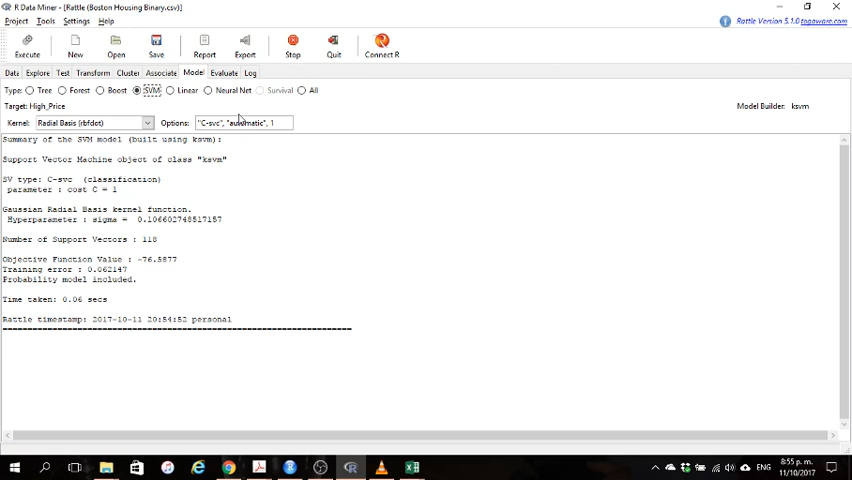 R Data Miner - [Rattle (Boston Housing Binary.csv)]
Project Tools Settings Help
Rattle Version 5.1.0 togaware.com
Execute New Open Save Report Export Stop Quit Connect R
Data Explore Test Transform Cluster Associate Model Evaluate Log
Type: Tree Forest Boost SVM Linear Neural Net Survival All
Target: High_Price Model Builder: ksvm
Kernel: Radial Basis (rbfdot) Options: "C-svc", "automatic", 1
Summary of the SVM model (built using ksvm):
Support Vector Machine object of class "ksvm"
SV type: C-svc (classification)
parameter : cost C = 1
Gaussian Radial Basis kernel function.
Hyperparameter : sigma = 0.106602748517157
Number of Support Vectors : 118
Objective Function Value : -76.5877
Training error : 0.062147
Probability model included.
Time taken: 0.06 secs
Rattle timestamp: 2017-10-11 20:54:52 personal
======================================================================
ENG
8:55 p. m.
11/10/2017